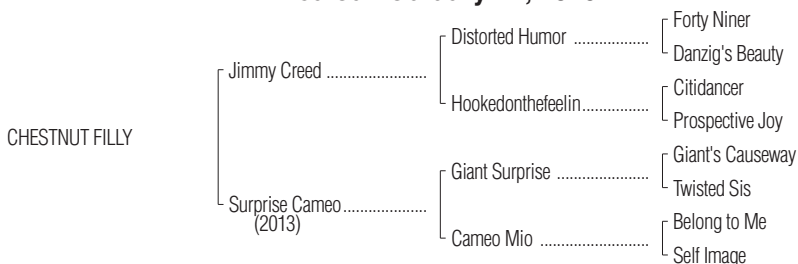 Forty Niner
Distorted Humor
Danzig's Beauty
Jimmy Creed
Citidancer
Hookedonthefeelin
Prospective Joy
CHESTNUT FILLY
Giant's Causeway
Giant Surprise
Twisted Sis
Surprise Cameo
(2013)
Belong to Me
Cameo Mio
Self Image